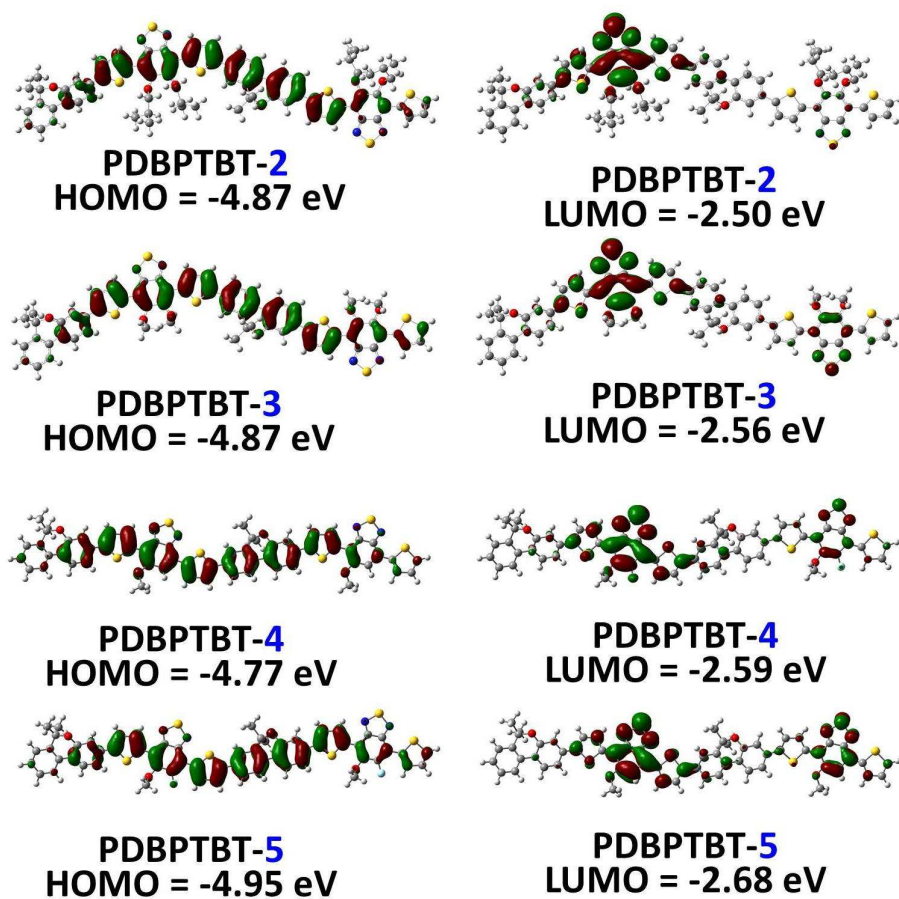 PDBPTBT-2
HOMO = -4.87 eV
PDBPTBT-2
LUMO = -2.50 eV
PDBPTBT-3
HOMO = -4.87 eV
PDBPTBT-3
LUMO = -2.56 eV
PDBPTBT-4
HOMO = -4.77 eV
PDBPTBT-4
LUMO = -2.59 eV
PDBPTBT-5
HOMO = -4.95 eV
PDBPTBT-5
LUMO = -2.68 eV